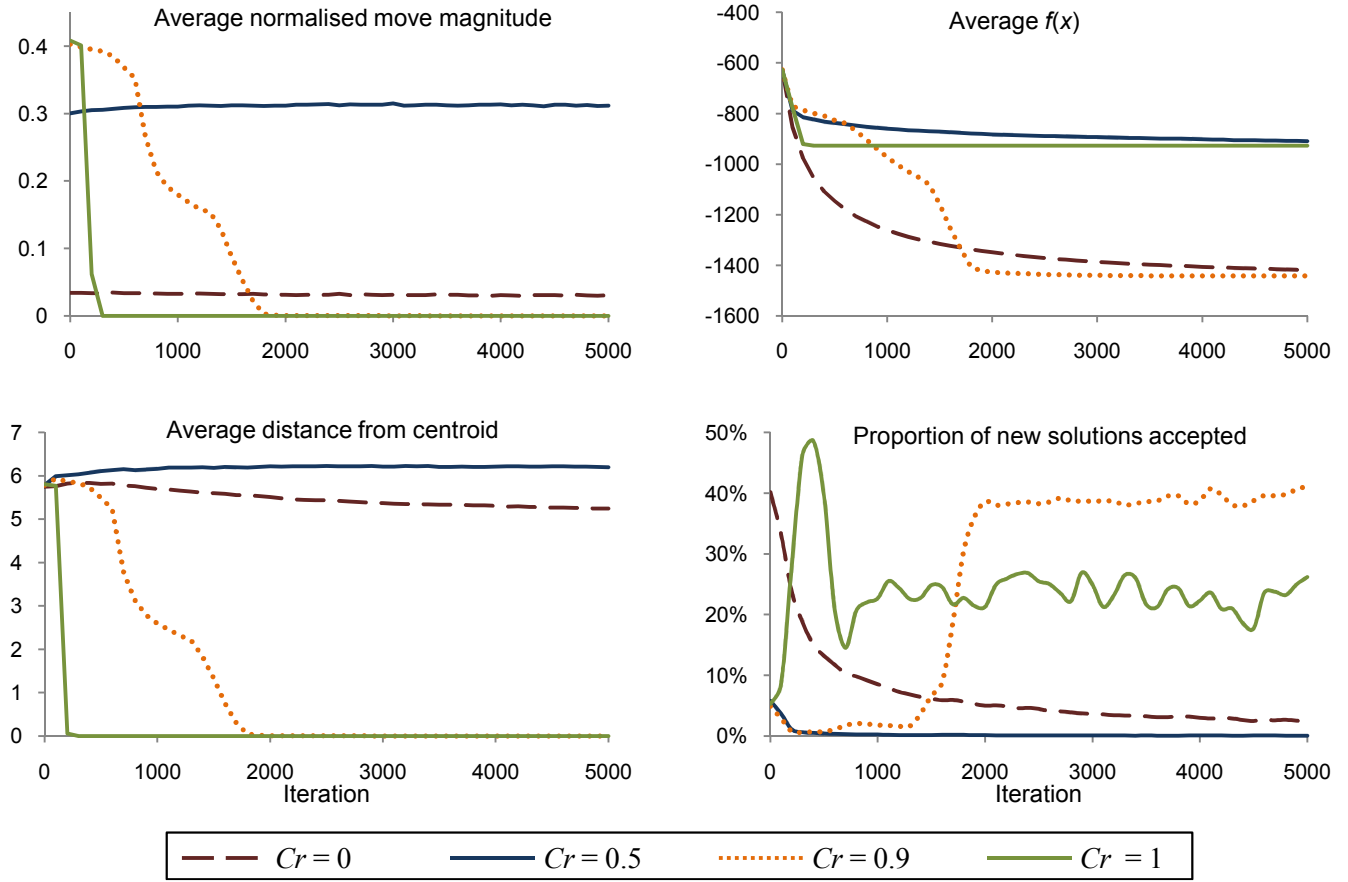 Average normalised move magnitude
0.4
0.3
0.2
0.1
0
0 1000 2000 3000 4000 5000
Average f(x)
-400
-600
-800
-1000
-1200
-1400
-1600
0 1000 2000 3000 4000 5000
Average distance from centroid
7
6
5
4
3
2
1
0
0 1000 2000 3000 4000 5000
Iteration
Proportion of new solutions accepted
50%
40%
30%
20%
10%
0%
0 1000 2000 3000 4000 5000
Iteration
Cr = 0 Cr = 0.5 Cr = 0.9 Cr = 1